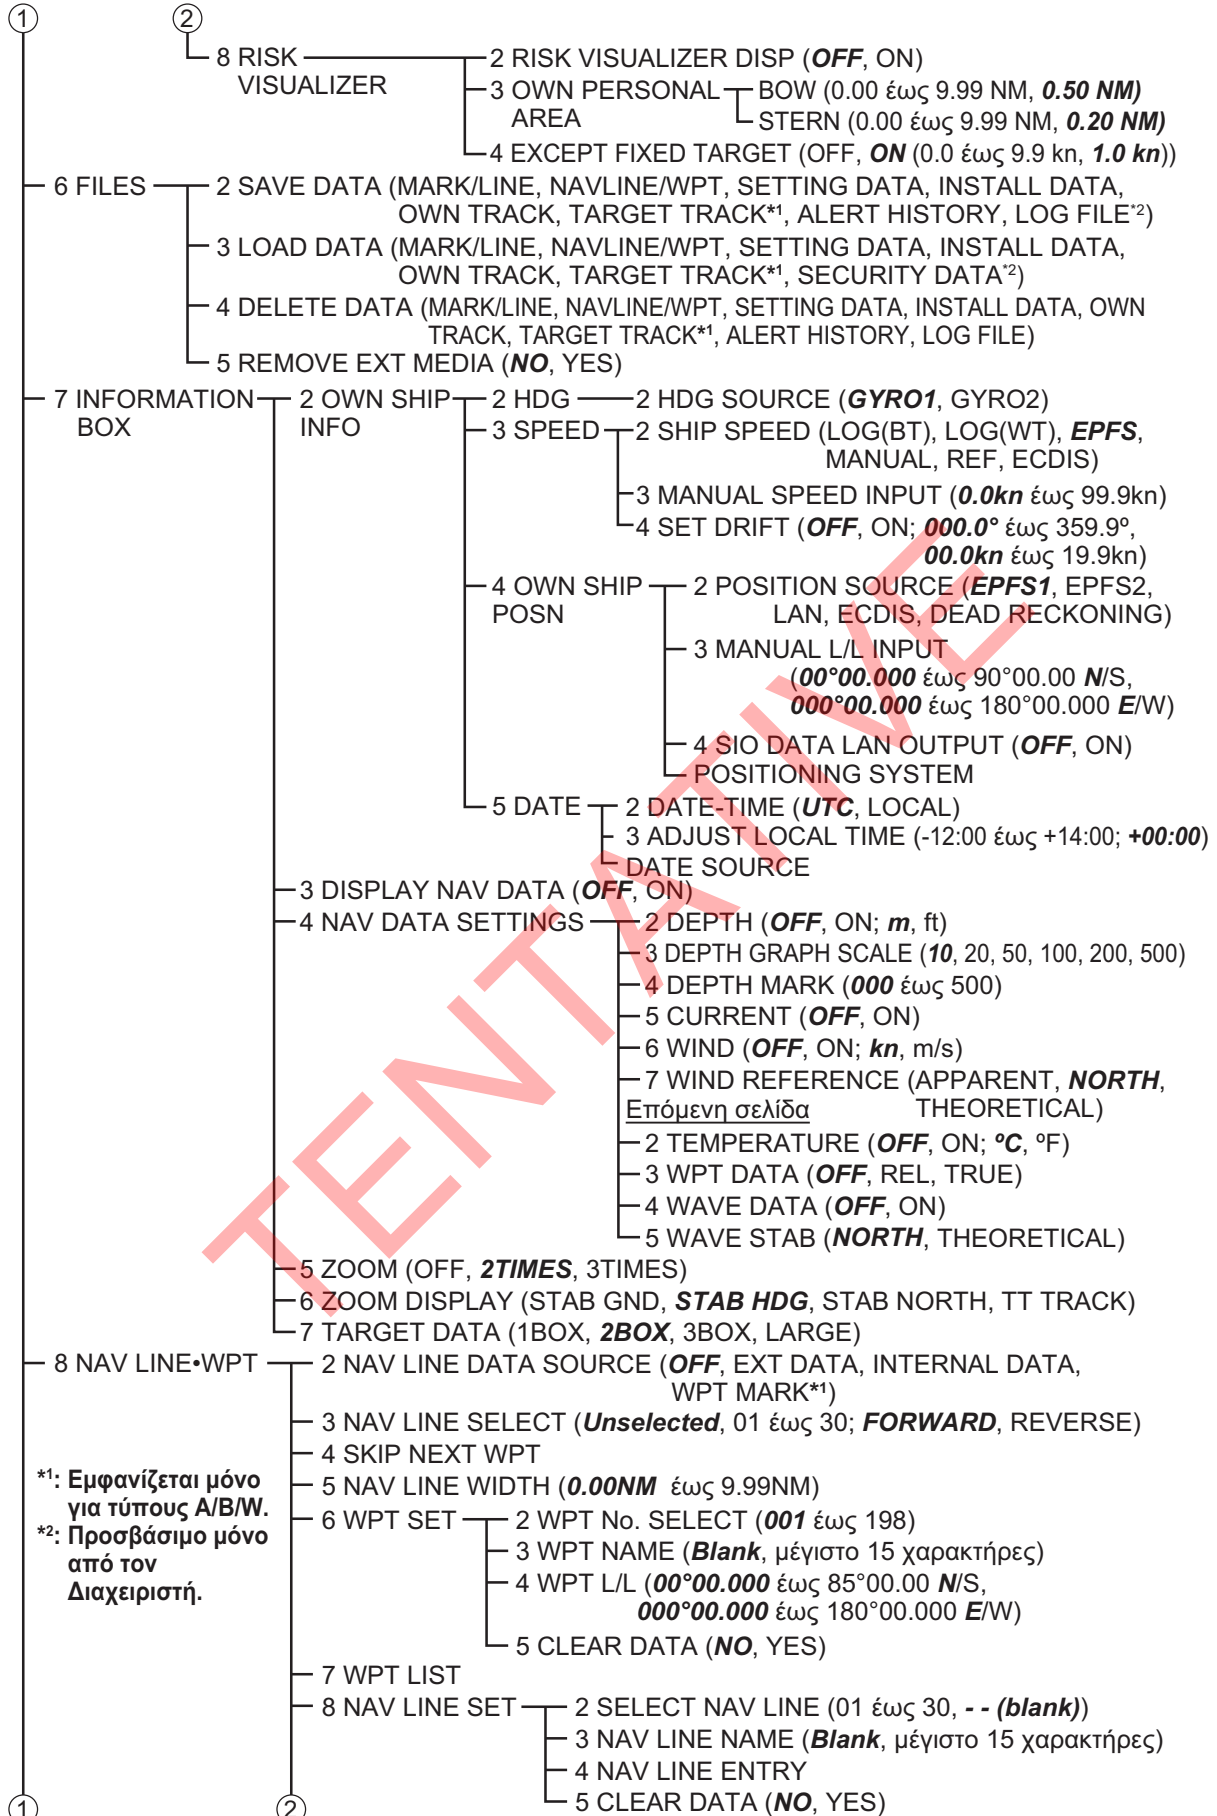 1 2
8 RISK VISUALIZER
2 RISK VISUALIZER DISP (OFF, ON)
3 OWN PERSONAL AREA
BOW (0.00 έως 9.99 NM, 0.50 NM)
STERN (0.00 έως 9.99 NM, 0.20 NM)
4 EXCEPT FIXED TARGET (OFF, ON (0.0 έως 9.9 kn, 1.0 kn))
6 FILES
2 SAVE DATA (MARK/LINE, NAVLINE/WPT, SETTING DATA, INSTALL DATA,
OWN TRACK, TARGET TRACK*1, ALERT HISTORY, LOG FILE*2)
3 LOAD DATA (MARK/LINE, NAVLINE/WPT, SETTING DATA, INSTALL DATA,
OWN TRACK, TARGET TRACK*1, SECURITY DATA*2)
4 DELETE DATA (MARK/LINE, NAVLINE/WPT, SETTING DATA, INSTALL DATA, OWN
TRACK, TARGET TRACK*1, ALERT HISTORY, LOG FILE)
5 REMOVE EXT MEDIA (NO, YES)
7 INFORMATION BOX
2 OWN SHIP INFO
2 HDG
2 HDG SOURCE (GYRO1, GYRO2)
3 SPEED
2 SHIP SPEED (LOG(BT), LOG(WT), EPFS,
MANUAL, REF, ECDIS)
3 MANUAL SPEED INPUT (0.0kn έως 99.9kn)
4 SET DRIFT (OFF, ON; 000.0° έως 359.9º,
00.0kn έως 19.9kn)
4 OWN SHIP POSN
2 POSITION SOURCE (EPFS1, EPFS2,
LAN, ECDIS, DEAD RECKONING)
3 MANUAL L/L INPUT
(00°00.000 έως 90°00.00 N/S,
000°00.000 έως 180°00.000 E/W)
4 SIO DATA LAN OUTPUT (OFF, ON)
POSITIONING SYSTEM
5 DATE
2 DATE-TIME (UTC, LOCAL)
3 ADJUST LOCAL TIME (-12:00 έως +14:00; +00:00)
DATE SOURCE
3 DISPLAY NAV DATA (OFF, ON)
4 NAV DATA SETTINGS
2 DEPTH (OFF, ON; m, ft)
3 DEPTH GRAPH SCALE (10, 20, 50, 100, 200, 500)
4 DEPTH MARK (000 έως 500)
5 CURRENT (OFF, ON)
6 WIND (OFF, ON; kn, m/s)
7 WIND REFERENCE (APPARENT, NORTH,
THEORETICAL)
Επόμενη σελίδα
2 TEMPERATURE (OFF, ON; ºC, ºF)
3 WPT DATA (OFF, REL, TRUE)
4 WAVE DATA (OFF, ON)
5 WAVE STAB (NORTH, THEORETICAL)
5 ZOOM (OFF, 2TIMES, 3TIMES)
6 ZOOM DISPLAY (STAB GND, STAB HDG, STAB NORTH, TT TRACK)
7 TARGET DATA (1BOX, 2BOX, 3BOX, LARGE)
8 NAV LINE•WPT
2 NAV LINE DATA SOURCE (OFF, EXT DATA, INTERNAL DATA,
WPT MARK*1)
3 NAV LINE SELECT (Unselected, 01 έως 30; FORWARD, REVERSE)
4 SKIP NEXT WPT
5 NAV LINE WIDTH (0.00NM έως 9.99NM)
6 WPT SET
2 WPT No. SELECT (001 έως 198)
3 WPT NAME (Blank, μέγιστο 15 χαρακτήρες)
4 WPT L/L (00°00.000 έως 85°00.00 N/S,
000°00.000 έως 180°00.000 E/W)
5 CLEAR DATA (NO, YES)
7 WPT LIST
8 NAV LINE SET
2 SELECT NAV LINE (01 έως 30, - - (blank))
3 NAV LINE NAME (Blank, μέγιστο 15 χαρακτήρες)
4 NAV LINE ENTRY
5 CLEAR DATA (NO, YES)
*1: Εμφανίζεται μόνο
για τύπους A/B/W.
*2: Προσβάσιμο μόνο
από τον
Διαχειριστή.
1 2
TENTATIVE